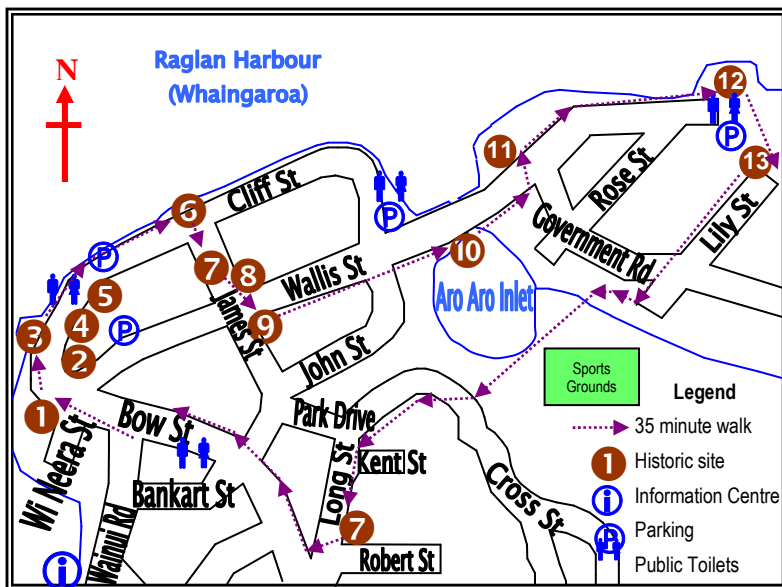 Raglan Harbour
(Whaingaroa)
N
12
P
11
13
Rose St
Cliff St
P
6
Lily St
Government Rd
10
7
8
P
Wallis St
5
Aro Aro Inlet
James St
9
4
3
P
2
John St
Sports
Grounds
Legend
Park Drive
35 minute walk
1
Bow St
Wi Neera St
Long St
Kent St
1
Historic site
Bankart St
Cross St
i
Information Centre
Wainui Rd
7
P
Parking
Robert St
i
Public Toilets